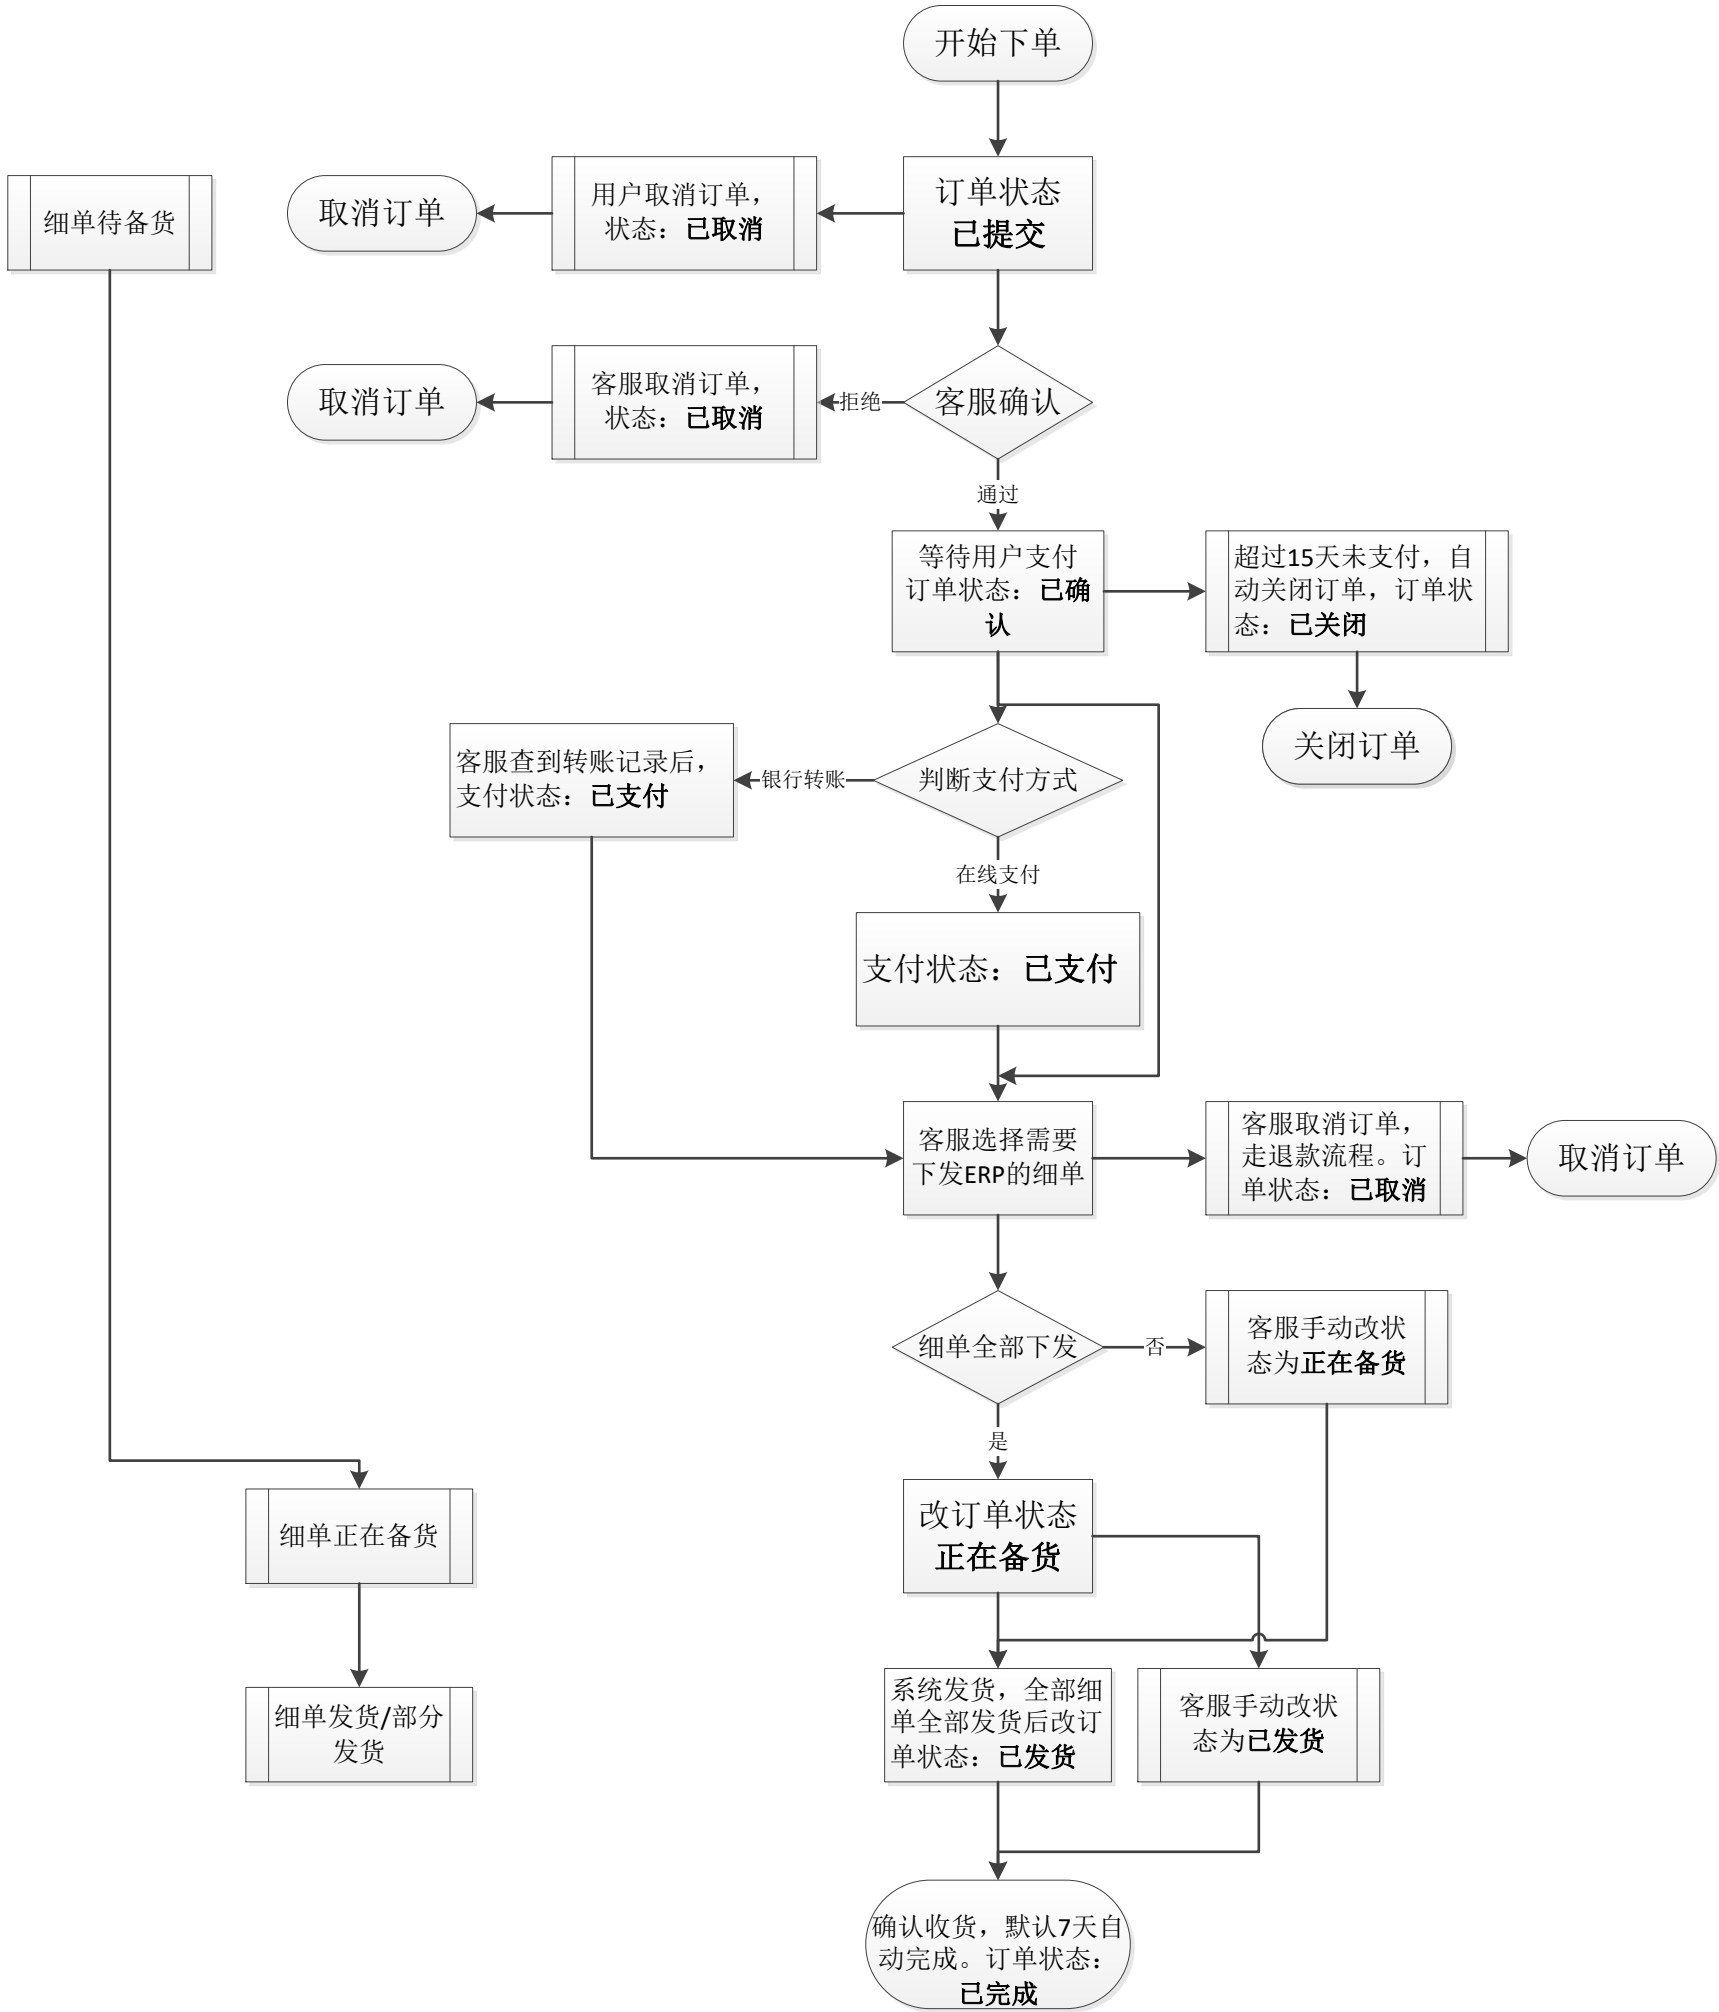 开始下单
细单待备货
取消订单
用户取消订单，
状态：已取消
订单状态
已提交
取消订单
客服取消订单，
状态：已取消
拒绝
客服确认
通过
等待用户支付
订单状态：已确
认
超过15天未支付，自
动关闭订单，订单状
态：已关闭
关闭订单
客服查到转账记录后，
支付状态：已支付
银行转账
判断支付方式
在线支付
支付状态：已支付
客服选择需要
下发ERP的细单
客服取消订单，
走退款流程。订
单状态：已取消
取消订单
细单全部下发
否
客服手动改状
态为正在备货
是
改订单状态
正在备货
细单正在备货
系统发货，全部细
单全部发货后改订
单状态：已发货
客服手动改状
态为已发货
细单发货/部分
发货
确认收货，默认7天自
动完成。订单状态：
已完成